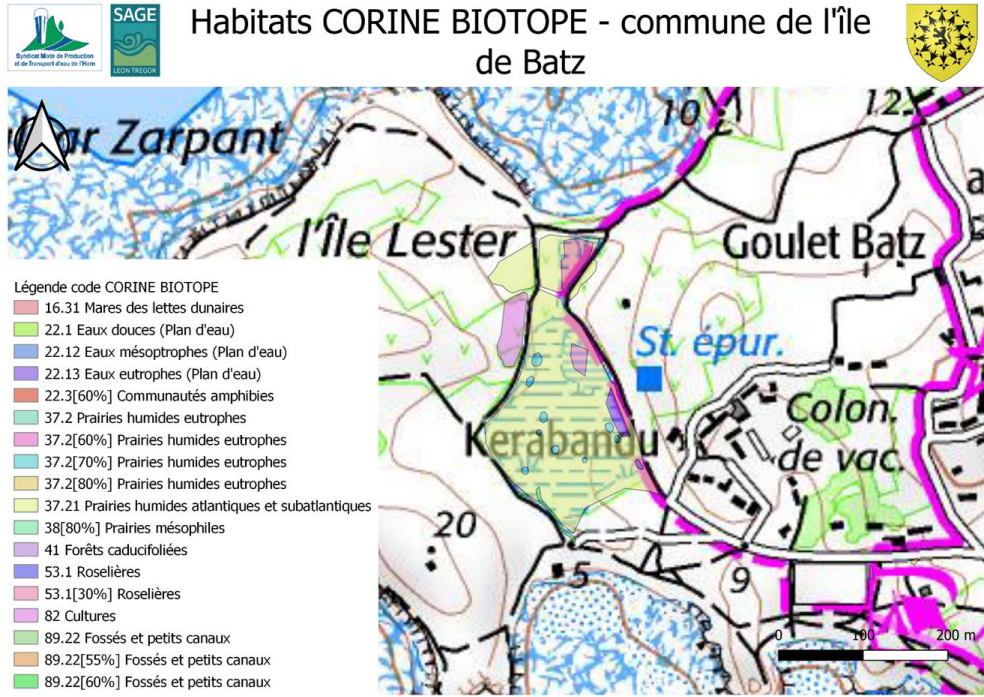 Habitats CORINE BIOTOPE - commune de l'île
de Batz
Syndicat Mixte de Production
et de Transport d'eau de l'Horn
SAGE
LEON TREGOR
ar Zarpant
10
12
l'Île Lester
Goulet Batz
a
St. épur.
Colon.
de vac.
Kerabandu
20
5
9
Légende code CORINE BIOTOPE
16.31 Mares des lettes dunaires
22.1 Eaux douces (Plan d'eau)
22.12 Eaux mésoptrophes (Plan d'eau)
22.13 Eaux eutrophes (Plan d'eau)
22.3[60%] Communautés amphibies
37.2 Prairies humides eutrophes
37.2[60%] Prairies humides eutrophes
37.2[70%] Prairies humides eutrophes
37.2[80%] Prairies humides eutrophes
37.21 Prairies humides atlantiques et subatlantiques
38[80%] Prairies mésophiles
41 Forêts caducifoliées
53.1 Roselières
53.1[30%] Roselières
82 Cultures
89.22 Fossés et petits canaux
89.22[55%] Fossés et petits canaux
89.22[60%] Fossés et petits canaux
0 100 200 m